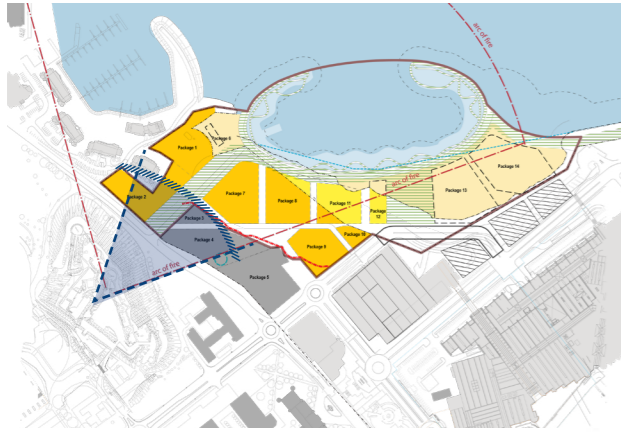 arc of fire
Package 6
Package 1
Package 14
arc of fire
Package 13
Package 2
Package 7
Package 8
Package 11
Package
12
Package 3
Package 4
Package 10
Package 9
arc of fire
Package 5